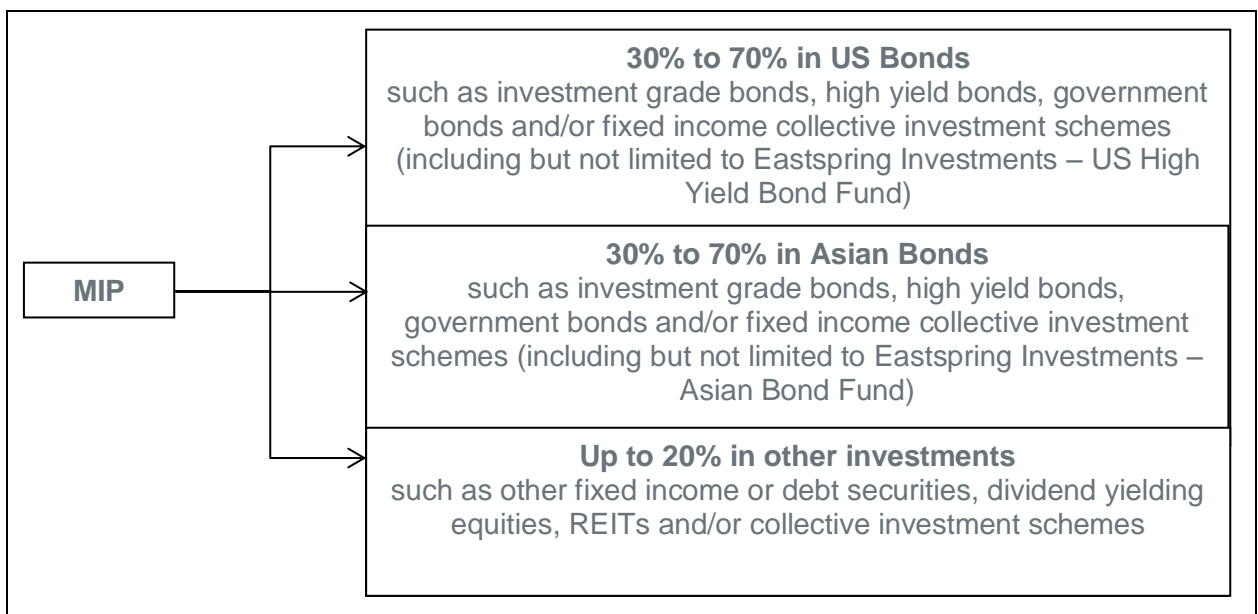 30% to 70% in US Bonds
such as investment grade bonds, high yield bonds, government
bonds and/or fixed income collective investment schemes
(including but not limited to Eastspring Investments – US High
Yield Bond Fund)
MIP
30% to 70% in Asian Bonds
such as investment grade bonds, high yield bonds,
government bonds and/or fixed income collective investment
schemes (including but not limited to Eastspring Investments –
Asian Bond Fund)
Up to 20% in other investments
such as other fixed income or debt securities, dividend yielding
equities, REITs and/or collective investment schemes